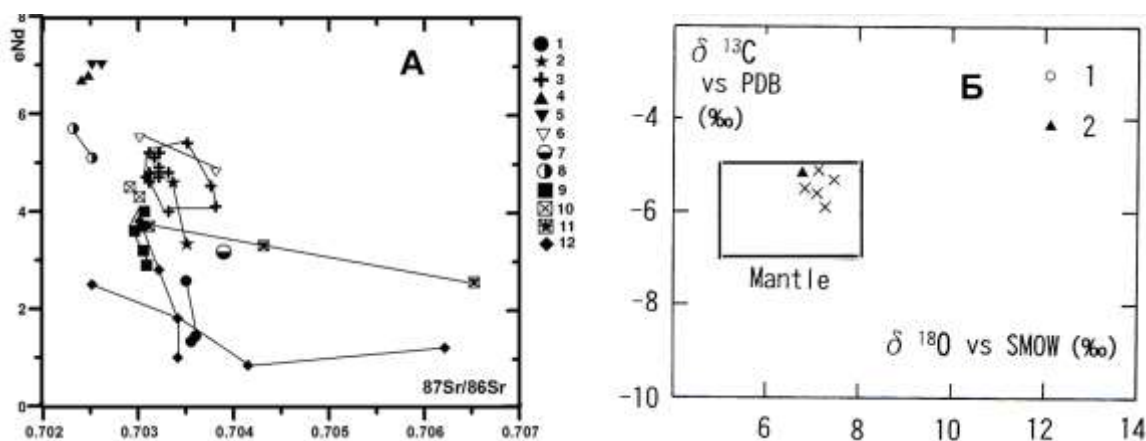 8
eNd
6
4
2
0
A
87Sr/86Sr
0.702 0.703 0.704 0.705 0.706 0.707
1
2
3
4
5
6
7
8
9
10
11
12
δ 13C
vs PDB
(‰)
Б
1
2
-4
-6
-8
-10
Mantle
δ 18O vs SMOW (‰)
6 8 10 12 14